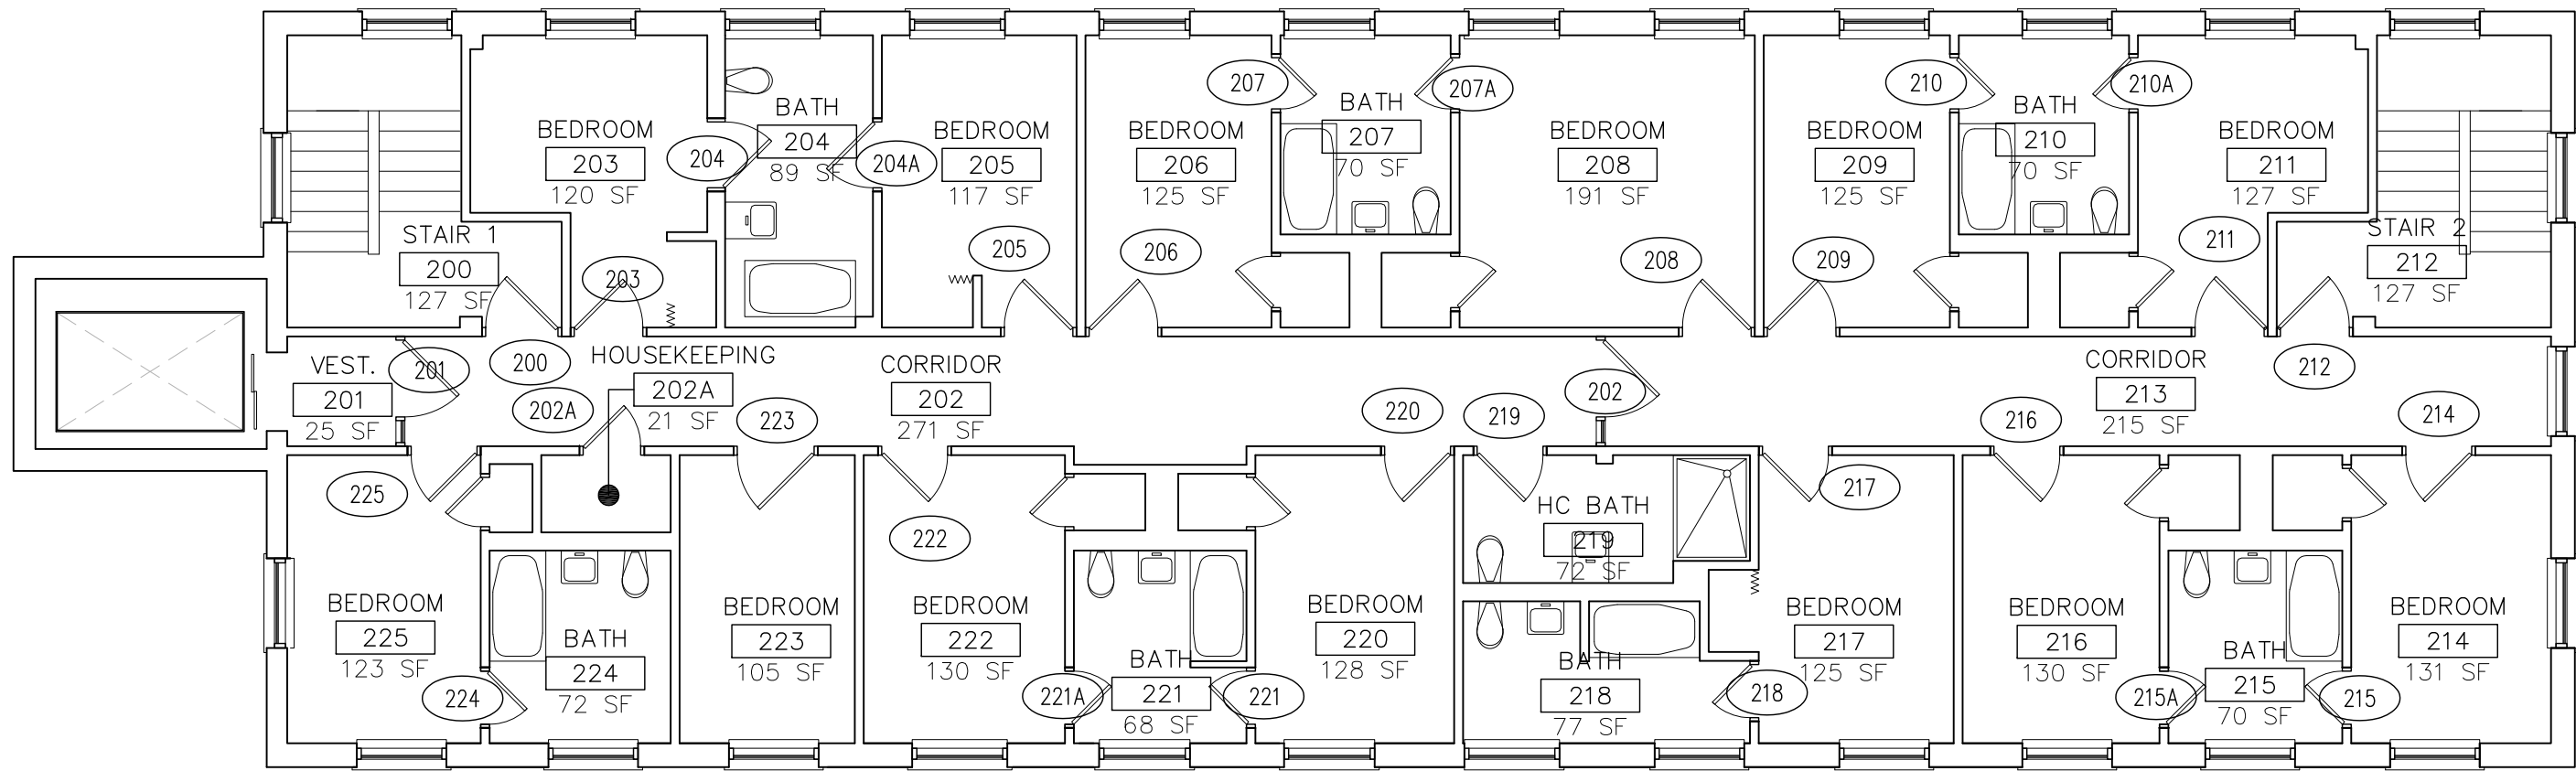 BEDROOM
203
120 SF
204
BATH
204
89 SF
204A
BEDROOM
205
117 SF
BEDROOM
206
125 SF
207
BATH
207
70 SF
207A
BEDROOM
208
191 SF
BEDROOM
209
125 SF
210
BATH
210
70 SF
210A
BEDROOM
211
127 SF
STAIR 1
200
127 SF
203
205
206
208
209
211
STAIR 2
212
127 SF
VEST.
201
25 SF
201
200
202A
HOUSEKEEPING
202A
21 SF
223
CORRIDOR
202
271 SF
220
219
202
216
CORRIDOR
213
215 SF
212
214
225
222
HC BATH
219
72 SF
217
BEDROOM
225
123 SF
224
BATH
224
72 SF
BEDROOM
223
105 SF
BEDROOM
222
130 SF
221A
BATH
221
68 SF
221
BEDROOM
220
128 SF
BATH
218
77 SF
218
BEDROOM
217
125 SF
BEDROOM
216
130 SF
215A
BATH
215
70 SF
215
BEDROOM
214
131 SF